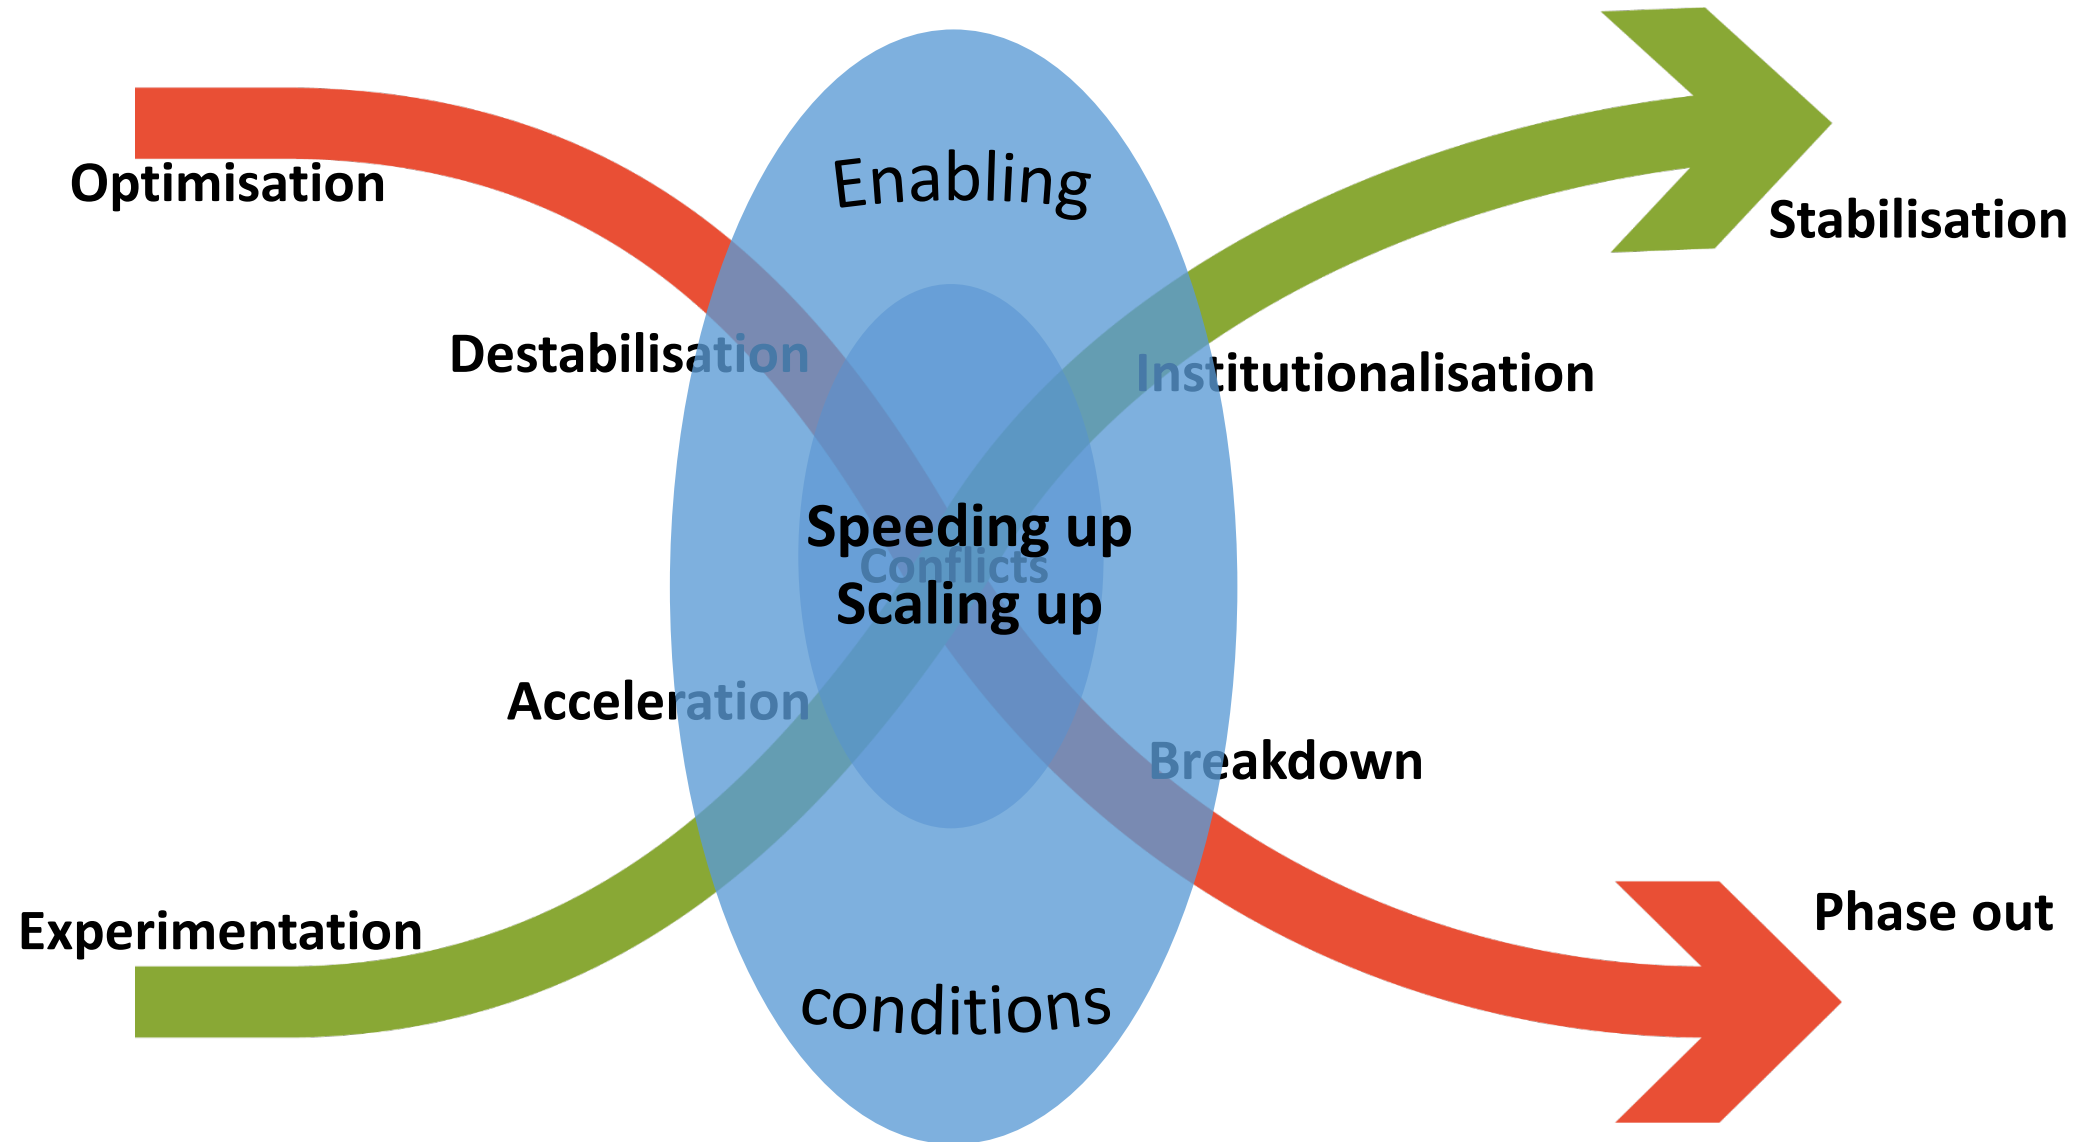 Enabling
Optimisation
Stabilisation
Destabilisation
Institutionalisation
Speeding up
Conflicts
Scaling up
Acceleration
Breakdown
Experimentation
Phase out
conditions